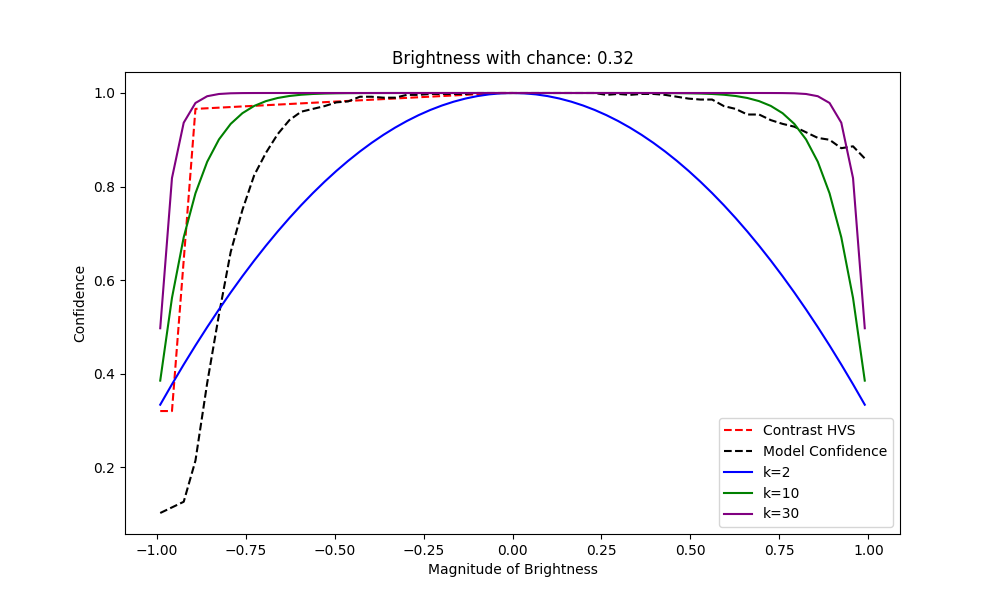 Brightness with chance: 0.32
Confidence
1.0
0.8
0.6
0.4
0.2
Contrast HVS
Model Confidence
k=2
k=10
k=30
−1.00 −0.75 −0.50 −0.25 0.00 0.25 0.50 0.75 1.00
Magnitude of Brightness